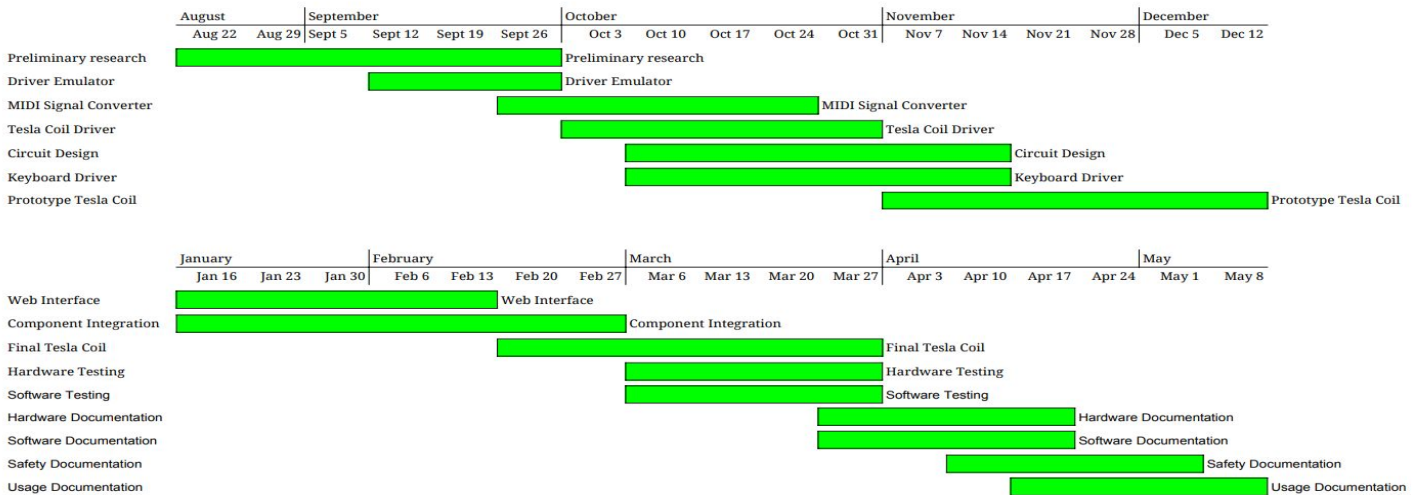 August September October November December
Aug 22 Aug 29 Sept 5 Sept 12 Sept 19 Sept 26 Oct 3 Oct 10 Oct 17 Oct 24 Oct 31 Nov 7 Nov 14 Nov 21 Nov 28 Dec 5 Dec 12
Preliminary research Preliminary research
Driver Emulator Driver Emulator
MIDI Signal Converter MIDI Signal Converter
Tesla Coil Driver Tesla Coil Driver
Circuit Design Circuit Design
Keyboard Driver Keyboard Driver
Prototype Tesla Coil Prototype Tesla Coil
January February March April May
Jan 16 Jan 23 Jan 30 Feb 6 Feb 13 Feb 20 Feb 27 Mar 6 Mar 13 Mar 20 Mar 27 Apr 3 Apr 10 Apr 17 Apr 24 May 1 May 8
Web Interface Web Interface
Component Integration Component Integration
Final Tesla Coil Final Tesla Coil
Hardware Testing Hardware Testing
Software Testing Software Testing
Hardware Documentation Hardware Documentation
Software Documentation Software Documentation
Safety Documentation Safety Documentation
Usage Documentation Usage Documentation